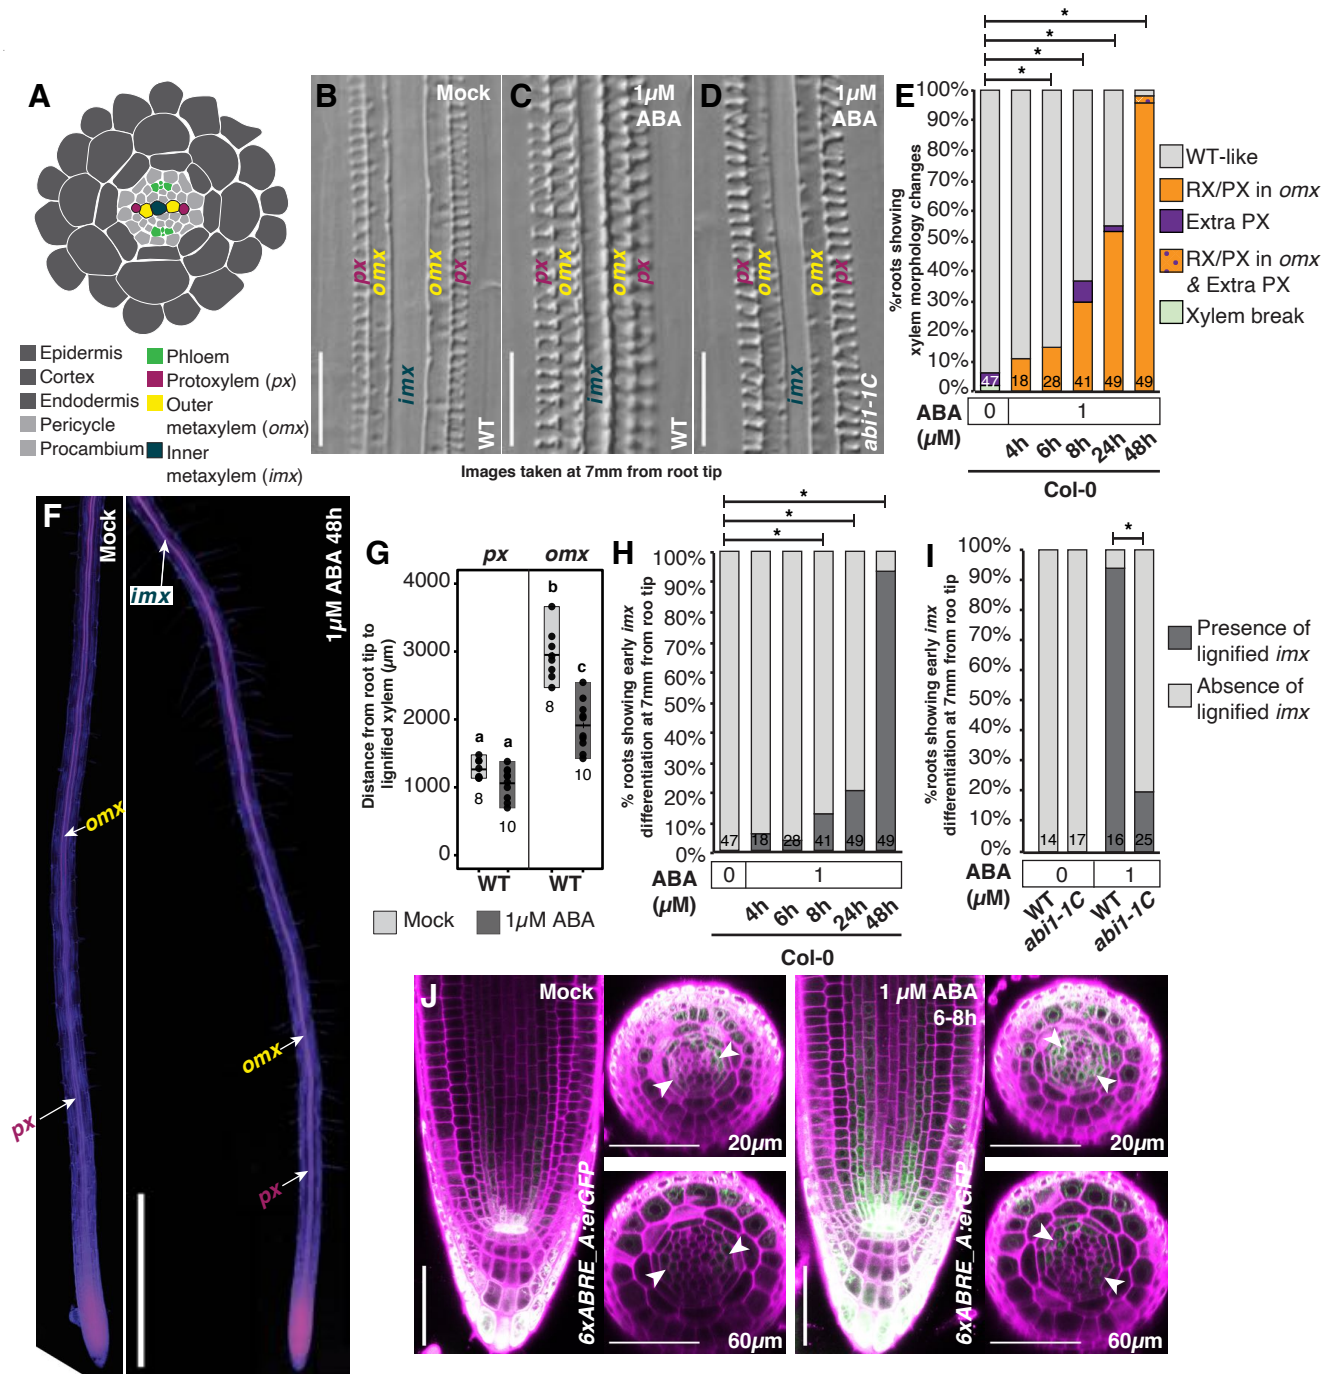 A
Epidermis
Cortex
Endodermis
Pericycle
Procambium
Phloem
Protoxylem (px)
Outer
metaxylem (omx)
Inner
metaxylem (imx)
B
Mock
px
omx
omx
px
imx
WT
C
1µM
ABA
px
omx
omx
px
imx
WT
D
1µM
ABA
px
omx
omx
px
imx
abi1-1C
Images taken at 7mm from root tip
E
%roots showing
xylem morphology changes
100%
90%
80%
70%
60%
50%
40%
30%
20%
10%
0%
* * * *
47 18 28 41 49 49
ABA
(µM)
0 1
4h 6h 8h 24h 48h
Col-0
WT-like
RX/PX in omx
Extra PX
RX/PX in omx
& Extra PX
Xylem break
F
Mock
omx
px
1µM ABA 48h
imx
omx
px
G
Distance from root tip to
lignified xylem (µm)
px omx
4000
3000
2000
1000
0
a a b c
8 10 8 10
WT WT
Mock 1µM ABA
H
% roots showing early imx
differentiation at 7mm from roo tip
100%
90%
80%
70%
60%
50%
40%
30%
20%
10%
0%
* * *
47 18 28 41 49 49
ABA
(µM)
0 1
4h 6h 8h 24h 48h
Col-0
I
%roots showing early imx
differentiation at 7mm from roo tip
100%
90%
80%
70%
60%
50%
40%
30%
20%
10%
0%
*
14 17 16 25
ABA
(µM)
0 1
WT abi1-1C WT abi1-1C
Presence of
lignified imx
Absence of
lignified imx
J
Mock
6xABRE_A:erGFP
20µm
60µm
1 µM ABA
6-8h
6xABRE_A:erGFP
20µm
60µm